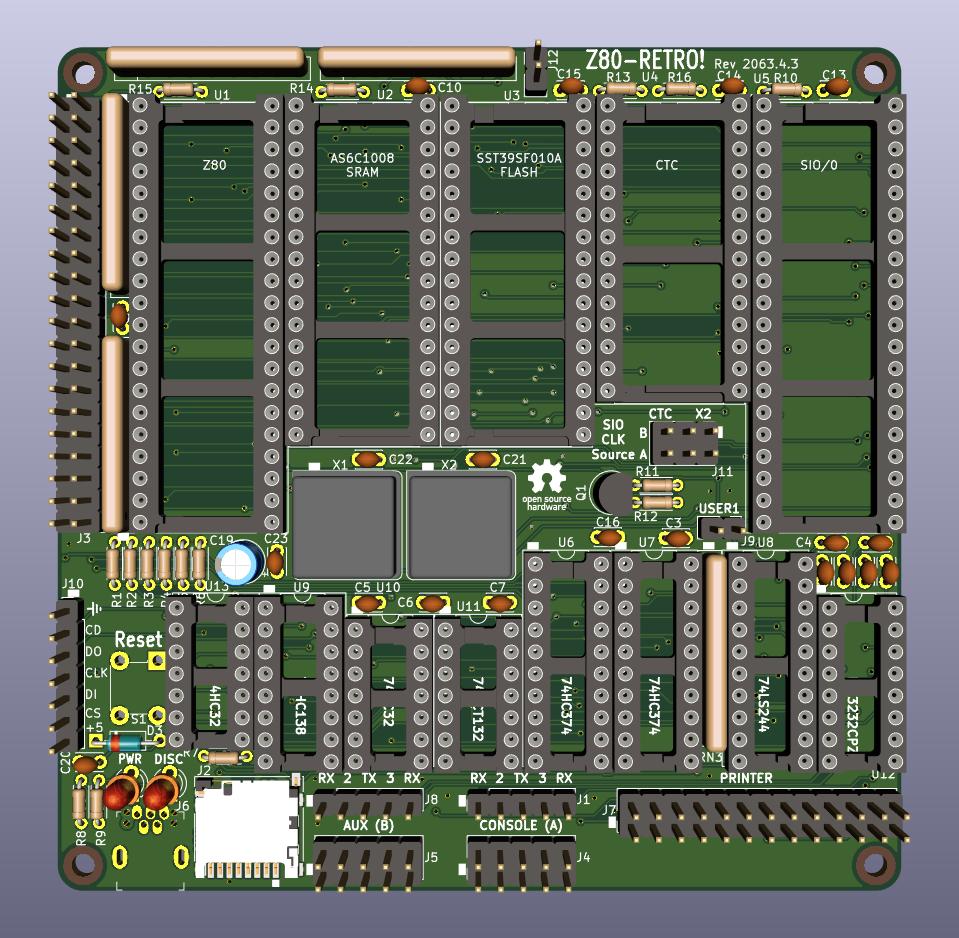 J12
Z80-RETRO! Rev 2063.4.3
R15
U1
R14
U2
C10
U3
C15
R13
U4
R16
C14
U5
R10
C13
Z80
AS6C1008
SRAM
SST39SF010A
FLASH
CTC
SIO/0
CTC X2
SIO
CLK
Source A
B
J11
X1
C22
X2
C21
open source
hardware
Q1
R11
R12
USER1
J3
C19
C23
C16
C3
U6
U7
J9
U8
C4
J10
R1
R2
R3
U13
U9
C5
U10
C6
U11
C7
CD
DO
CLK
DI
CS
+5
Reset
S1
D3
4HC32
C138
74HC374
74HC374
74LS244
3232CP2
RN3
U12
PWR
DISC
J2
J6
R8
R9
RX 2 TX 3 RX
J8
AUX (B)
J5
RX 2 TX 3 RX
J1
CONSOLE (A)
J4
PRINTER
J7